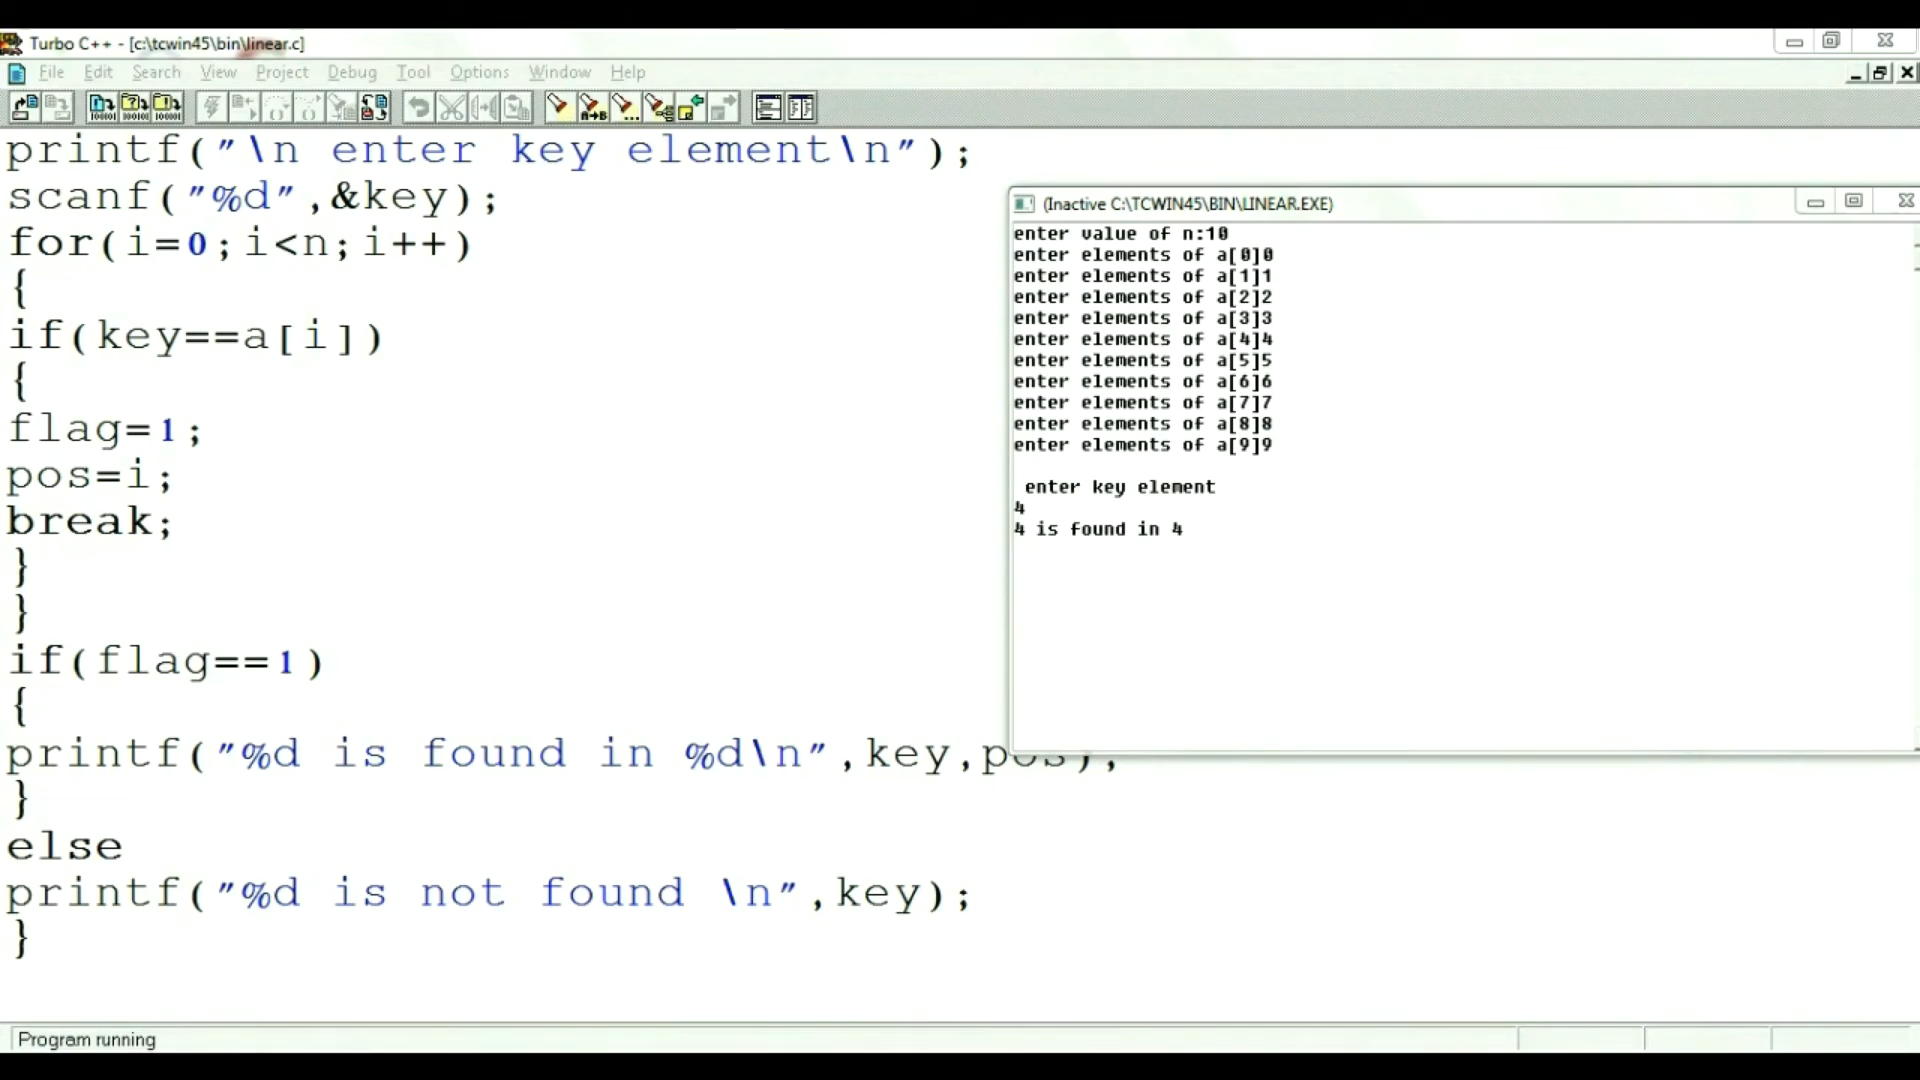 Turbo C++ - [c:\tcwin45\bin\linear.c]
File Edit Search View Project Debug Tool Options Window Help
printf("\n enter key element\n");
scanf("%d",&key);
for(i=0;i<n;i++)
{
if(key==a[i])
{
flag=1;
pos=i;
break;
}
}
if(flag==1)
{
printf("%d is found in %d\n",key,pos);
}
else
printf("%d is not found \n",key);
}
(Inactive C:\TCWIN45\BIN\LINEAR.EXE)
enter value of n:10
enter elements of a[0]0
enter elements of a[1]1
enter elements of a[2]2
enter elements of a[3]3
enter elements of a[4]4
enter elements of a[5]5
enter elements of a[6]6
enter elements of a[7]7
enter elements of a[8]8
enter elements of a[9]9
enter key element
4
4 is found in 4
Program running